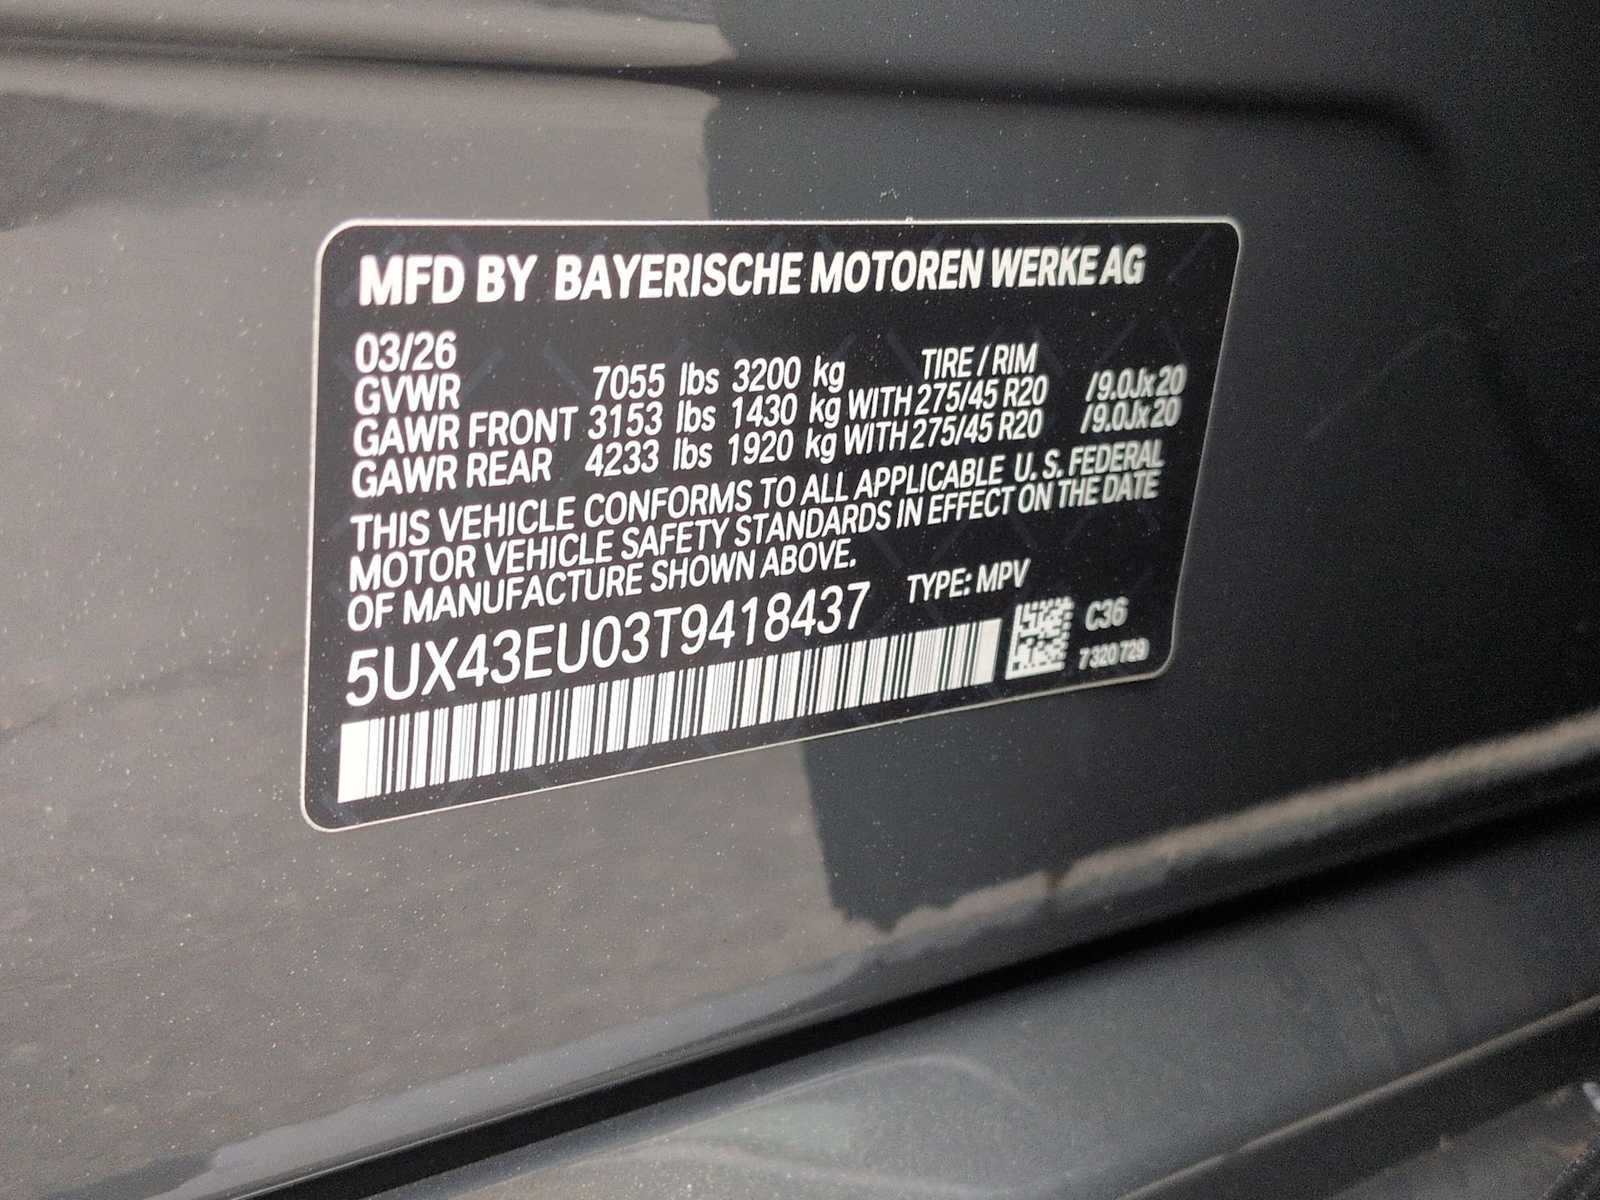 MFD BY BAYERISCHE MOTOREN WERKE AG
03/26 TIRE / RIM
GVWR 7055 lbs 3200 kg
GAWR FRONT 3153 lbs 1430 kg WITH 275/45 R20 /9.0Jx20
GAWR REAR 4233 lbs 1920 kg WITH 275/45 R20 /9.0Jx20
THIS VEHICLE CONFORMS TO ALL APPLICABLE U. S. FEDERAL
MOTOR VEHICLE SAFETY STANDARDS IN EFFECT ON THE DATE
OF MANUFACTURE SHOWN ABOVE.
5UX43EU03T9418437 TYPE: MPV
C36
7320729